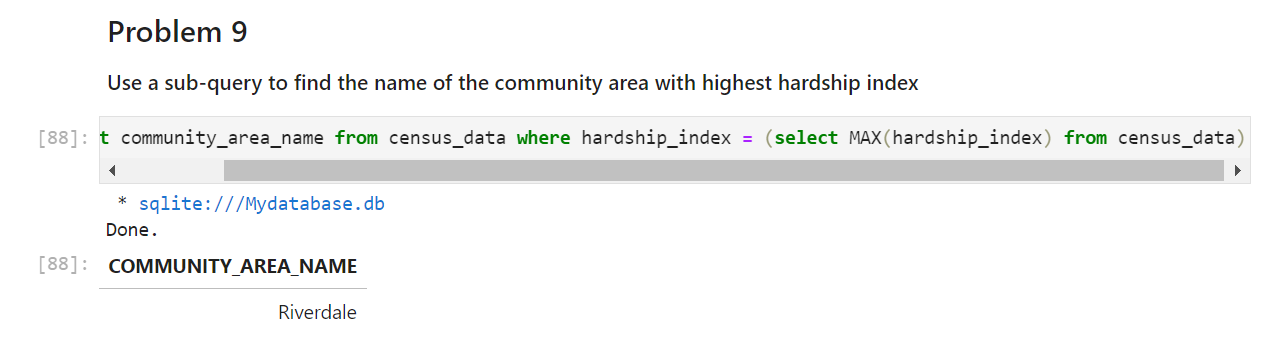 Problem 9
Use a sub-query to find the name of the community area with highest hardship index
[88]: t community_area_name from census_data where hardship_index = (select MAX(hardship_index) from census_data)
* sqlite:///Mydatabase.db
Done.
[88]: COMMUNITY_AREA_NAME
Riverdale